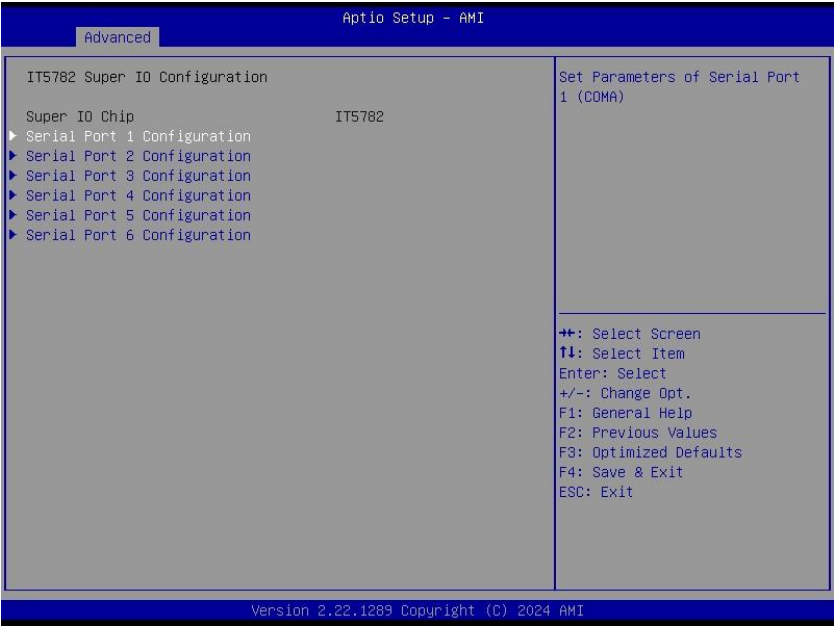 Aptio Setup - AMI
Advanced
IT5782 Super IO Configuration
Super IO Chip IT5782
Serial Port 1 Configuration
Serial Port 2 Configuration
Serial Port 3 Configuration
Serial Port 4 Configuration
Serial Port 5 Configuration
Serial Port 6 Configuration
Set Parameters of Serial Port
1 (COMA)
→←: Select Screen
↑↓: Select Item
Enter: Select
+/-: Change Opt.
F1: General Help
F2: Previous Values
F3: Optimized Defaults
F4: Save & Exit
ESC: Exit
Version 2.22.1289 Copyright (C) 2024 AMI